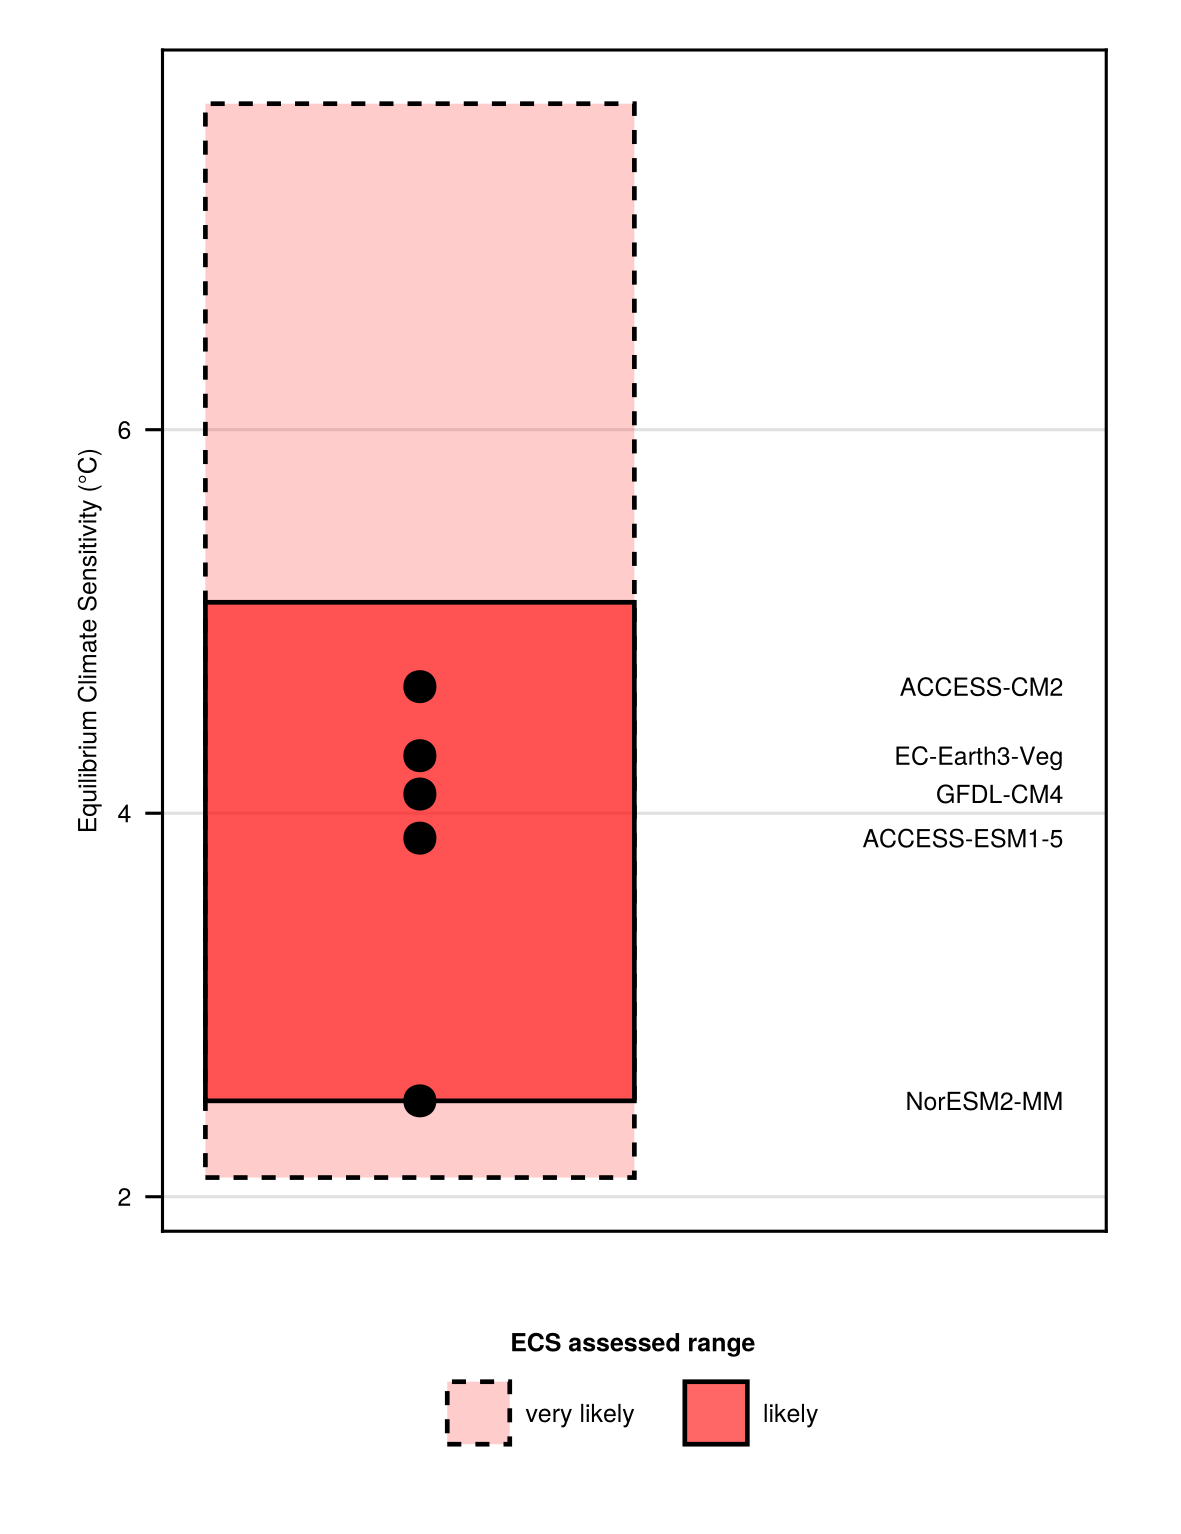 Equilibrium Climate Sensitivity (°C)
6
4
2
ACCESS-CM2
EC-Earth3-Veg
GFDL-CM4
ACCESS-ESM1-5
NorESM2-MM
ECS assessed range
very likely
likely